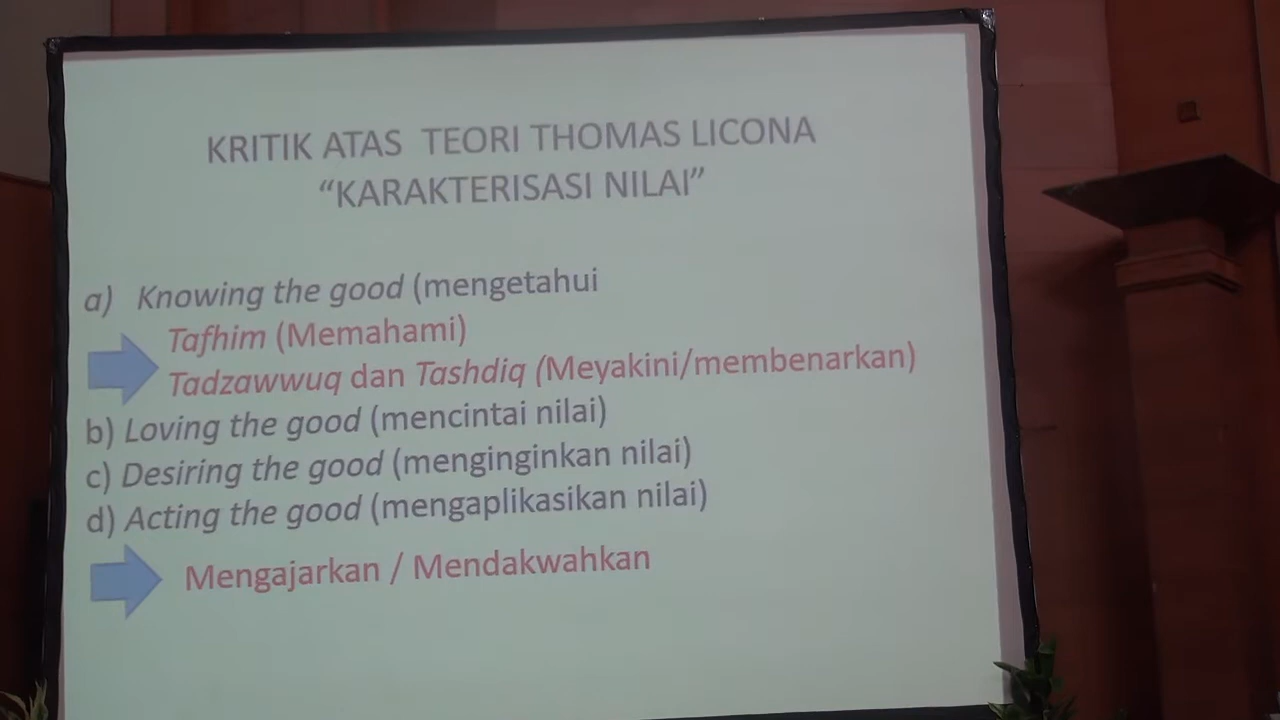 KRITIK ATAS TEORI THOMAS LICONA
“KARAKTERISASI NILAI”
a) Knowing the good (mengetahui
Tafhim (Memahami)
Tadzawwuq dan Tashdiq (Meyakini/membenarkan)
b) Loving the good (mencintai nilai)
c) Desiring the good (menginginkan nilai)
d) Acting the good (mengaplikasikan nilai)
Mengajarkan / Mendakwahkan